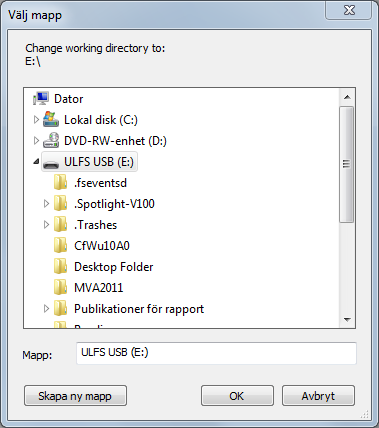 Välj mapp
Change working directory to:
E:\
Dator
Lokal disk (C:)
DVD-RW-enhet (D:)
ULFS USB (E:)
.fseventsd
.Spotlight-V100
.Trashes
CfWu10A0
Desktop Folder
MVA2011
Publikationer för rapport
Mapp:
ULFS USB (E:)
Skapa ny mapp
OK
Avbryt